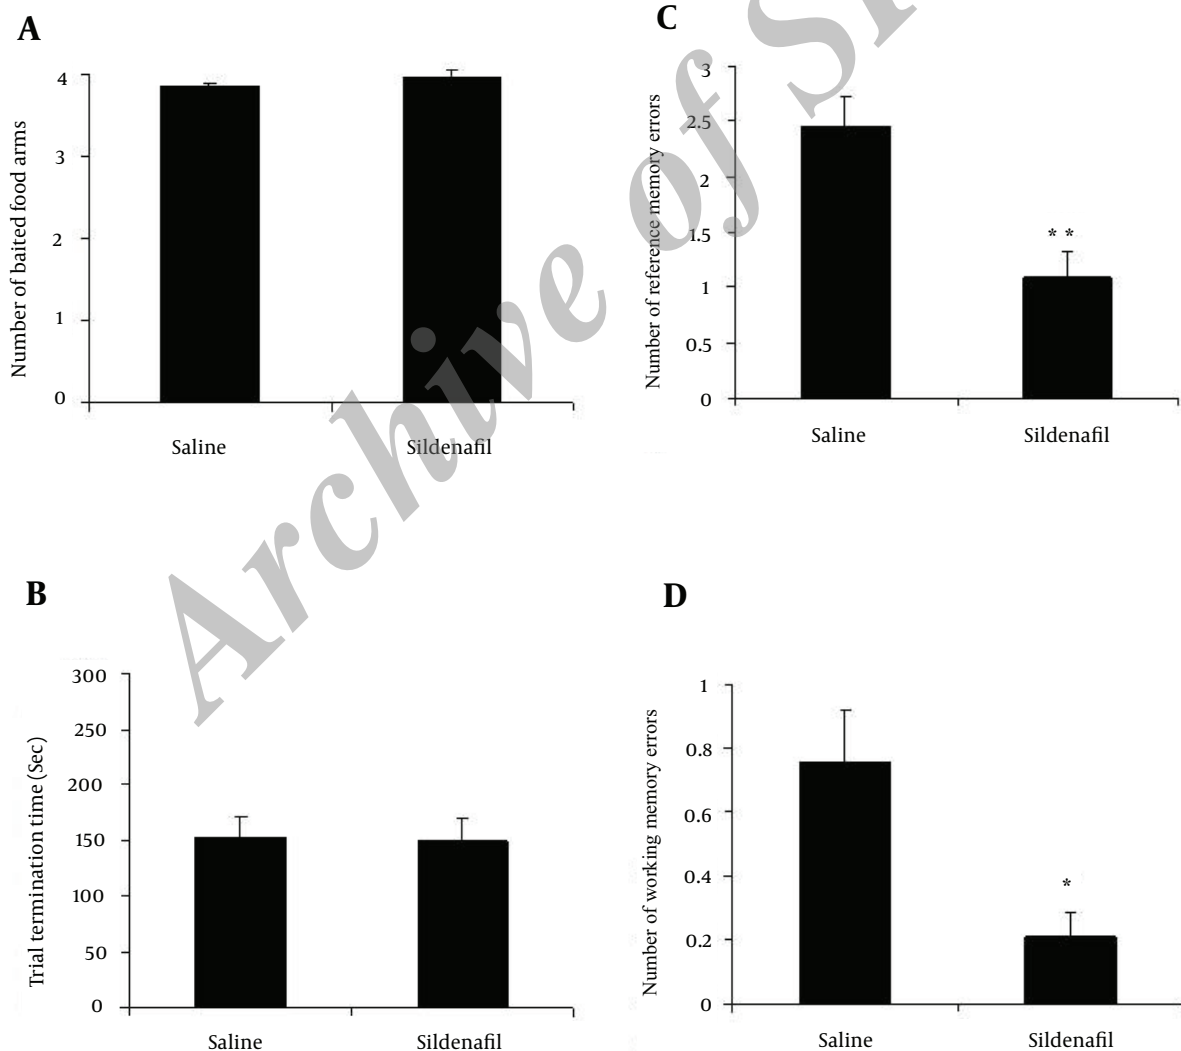 A
Number of baited food arms
4
3
2
1
0
Saline
Sildenafil
C
Number of reference memory errors
3
2.5
2
1.5
1
0.5
0
**
Saline
Sildenafil
B
Trial termination time (Sec)
300
250
200
150
100
50
0
Saline
Sildenafil
D
Number of working memory errors
1
0.8
0.6
0.4
0.2
0
*
Saline
Sildenafil
Archive of